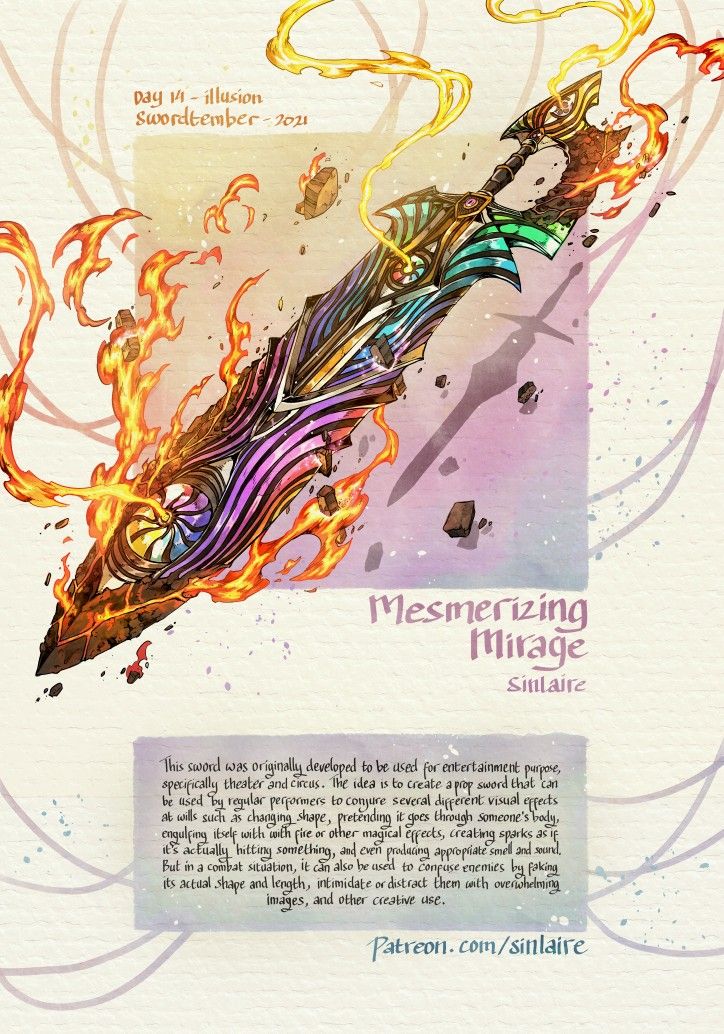 Day 14 - illusion
Swordtember - 2021
Mesmerizing
Mirage
Sinlaire
This sword was originally developed to be used for entertainment purpose,
specifically theater and circus. The idea is to create a prop sword that can
be used by regular performers to conjure several different visual effects
at wills such as changing shape, pretending it goes through someone's body,
engulfing itself with with fire or other magical effects, creating sparks as if
it's actually hitting something, and even producing appropriate smell and sound.
But in a combat situation, it can also be used to confuse enemies by faking
its actual shape and length, intimidate or distract them with overwhelming
images, and other creative use.
Patreon.com/sinlaire